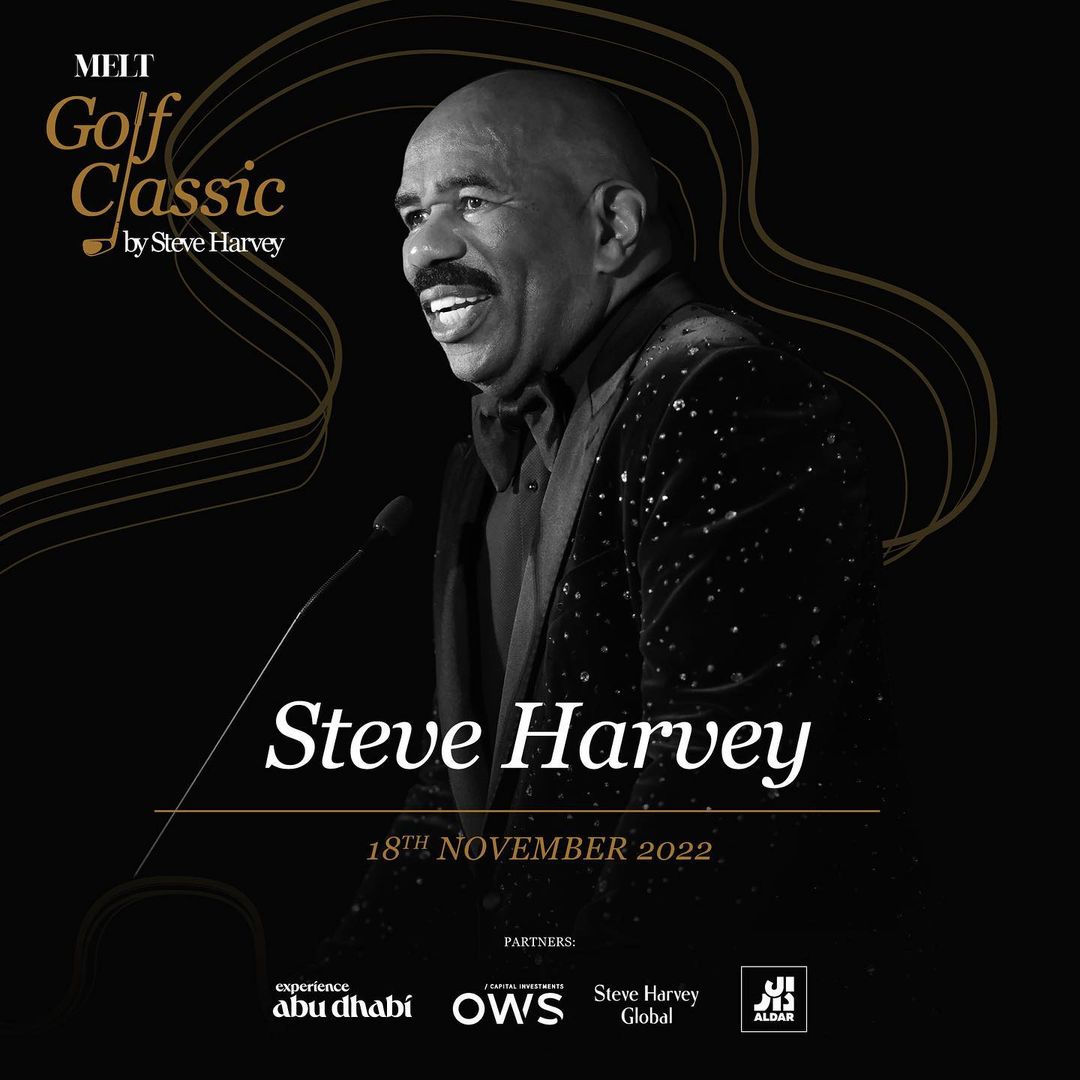 MELT
Golf
Classic
by Steve Harvey
Steve Harvey
18TH NOVEMBER 2022
PARTNERS:
experience
abu dhabi
/ CAPITAL INVESTMENTS
OWS
Steve Harvey
Global
الدار
ALDAR